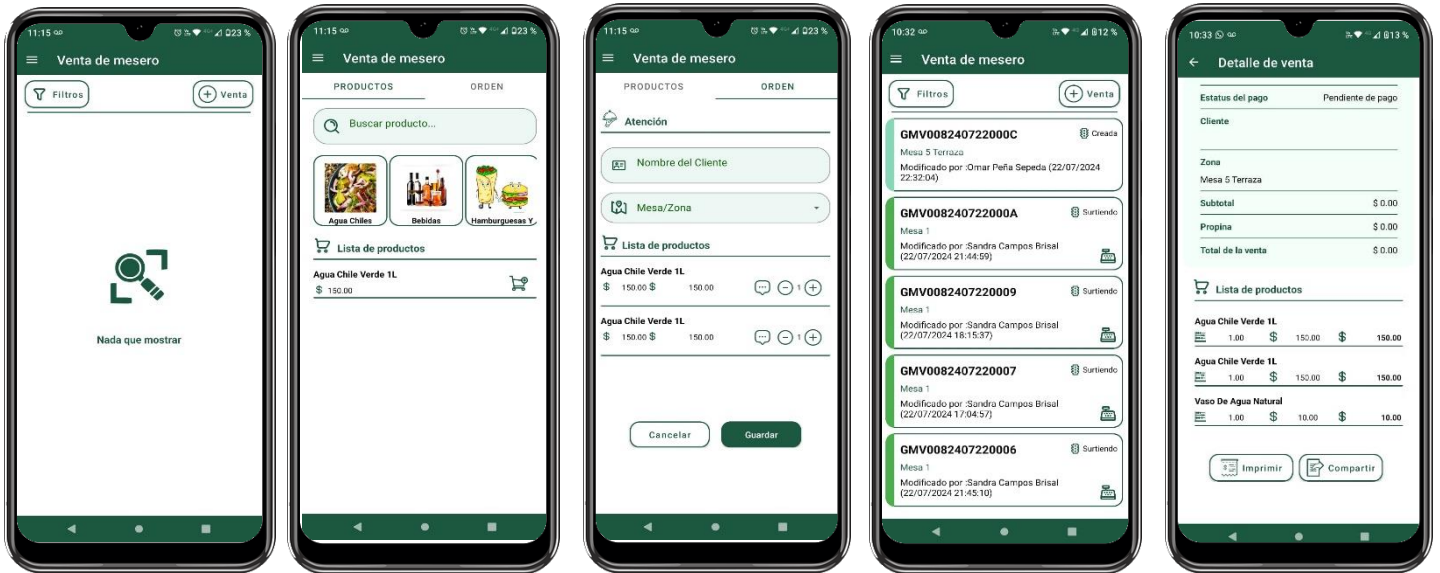 11:15
23 %
Venta de mesero
Filtros
Venta
Nada que mostrar
11:15
23 %
Venta de mesero
PRODUCTOS
ORDEN
Buscar producto...
Agua Chiles
Bebidas
Hamburguesas Y
Lista de productos
Agua Chile Verde 1L
$ 150.00
11:15
23 %
Venta de mesero
PRODUCTOS
ORDEN
Atención
Nombre del Cliente
Mesa/Zona
Lista de productos
Agua Chile Verde 1L
$ 150.00 $ 150.00 1
Agua Chile Verde 1L
$ 150.00 $ 150.00 1
Cancelar
Guardar
10:32
12 %
Venta de mesero
Filtros
Venta
GMV008240722000C
Creada
Mesa 5 Terraza
Modificado por :Omar Peña Sepeda (22/07/2024
22:32:04)
GMV008240722000A
Surtiendo
Mesa 1
Modificado por :Sandra Campos Brisal
(22/07/2024 21:44:59)
GMV0082407220009
Surtiendo
Mesa 1
Modificado por :Sandra Campos Brisal
(22/07/2024 18:15:37)
GMV0082407220007
Surtiendo
Mesa 1
Modificado por :Sandra Campos Brisal
(22/07/2024 17:04:57)
GMV0082407220006
Surtiendo
Mesa 1
Modificado por :Sandra Campos Brisal
(22/07/2024 21:45:10)
10:33
13 %
Detalle de venta
Estatus del pago Pendiente de pago
Cliente
Zona
Mesa 5 Terraza
Subtotal $ 0.00
Propina $ 0.00
Total de la venta $ 0.00
Lista de productos
Agua Chile Verde 1L
1.00 $ 150.00 $ 150.00
Agua Chile Verde 1L
1.00 $ 150.00 $ 150.00
Vaso De Agua Natural
1.00 $ 10.00 $ 10.00
Imprimir
Compartir